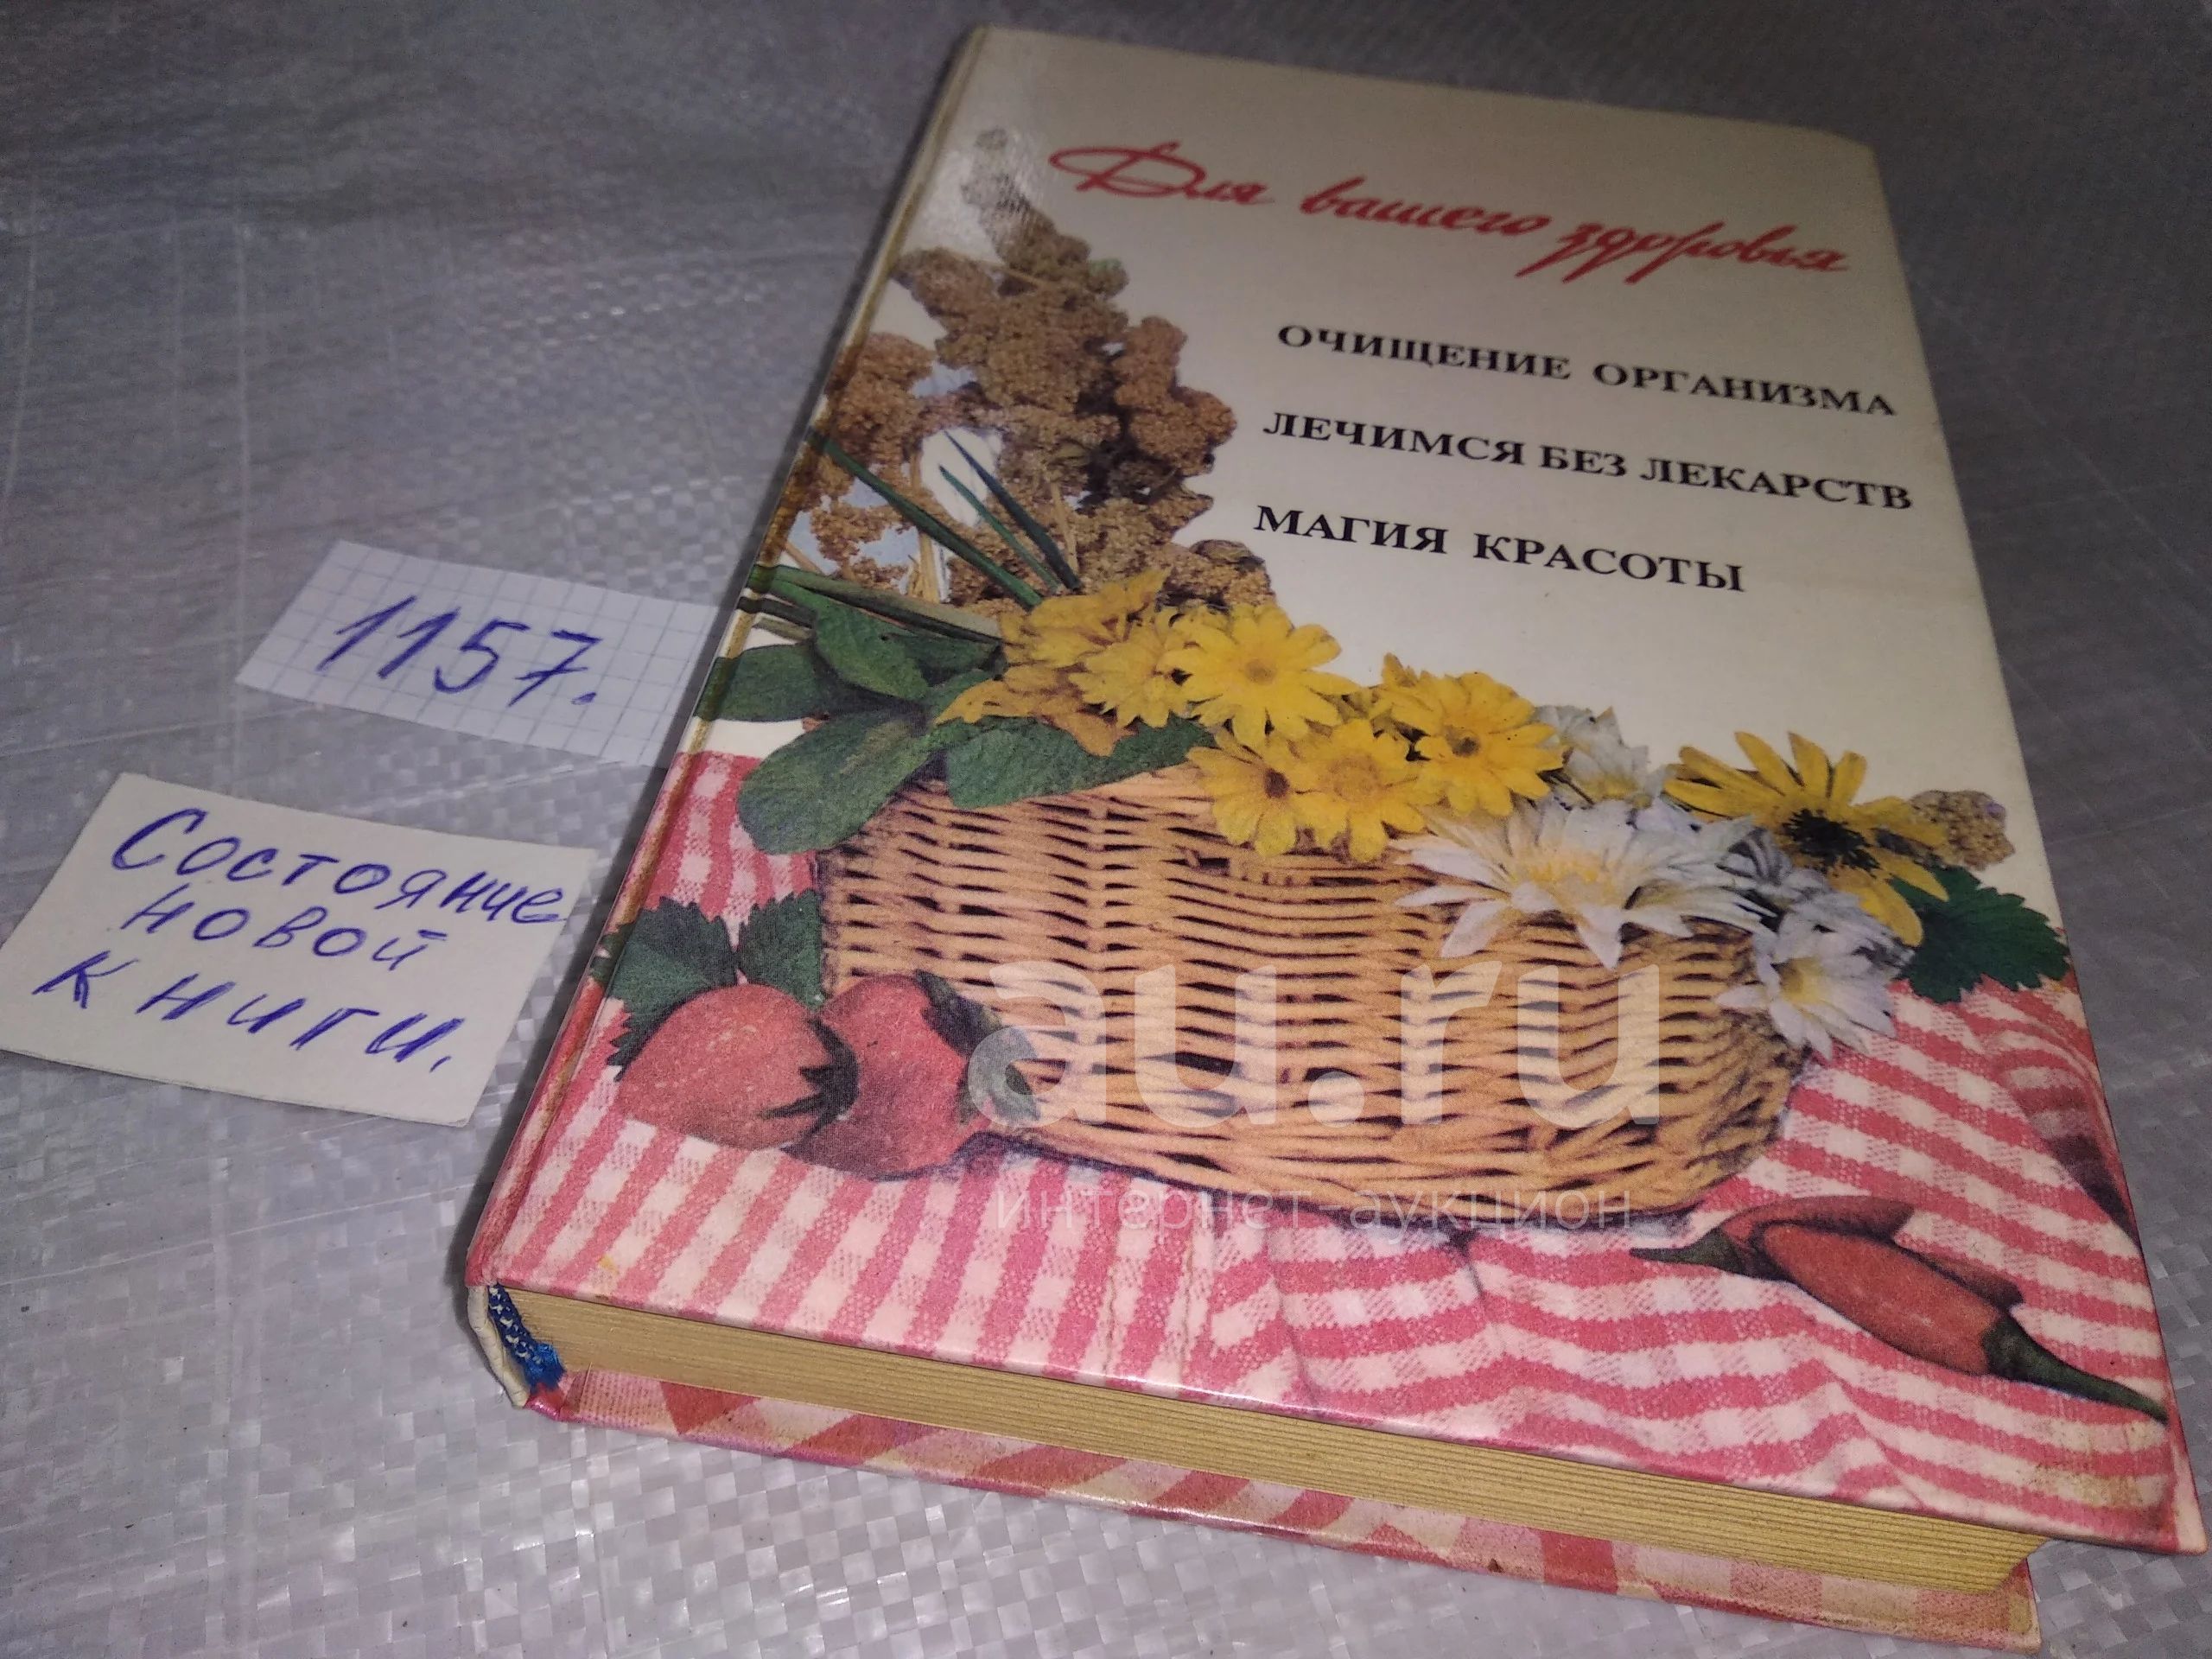 Для вашего здоровья
ОЧИЩЕНИЕ ОРГАНИЗМА
ЛЕЧИМСЯ БЕЗ ЛЕКАРСТВ
МАГИЯ КРАСОТЫ
1157.
Состояние
новой
книги.
au.ru
интернет аукцион